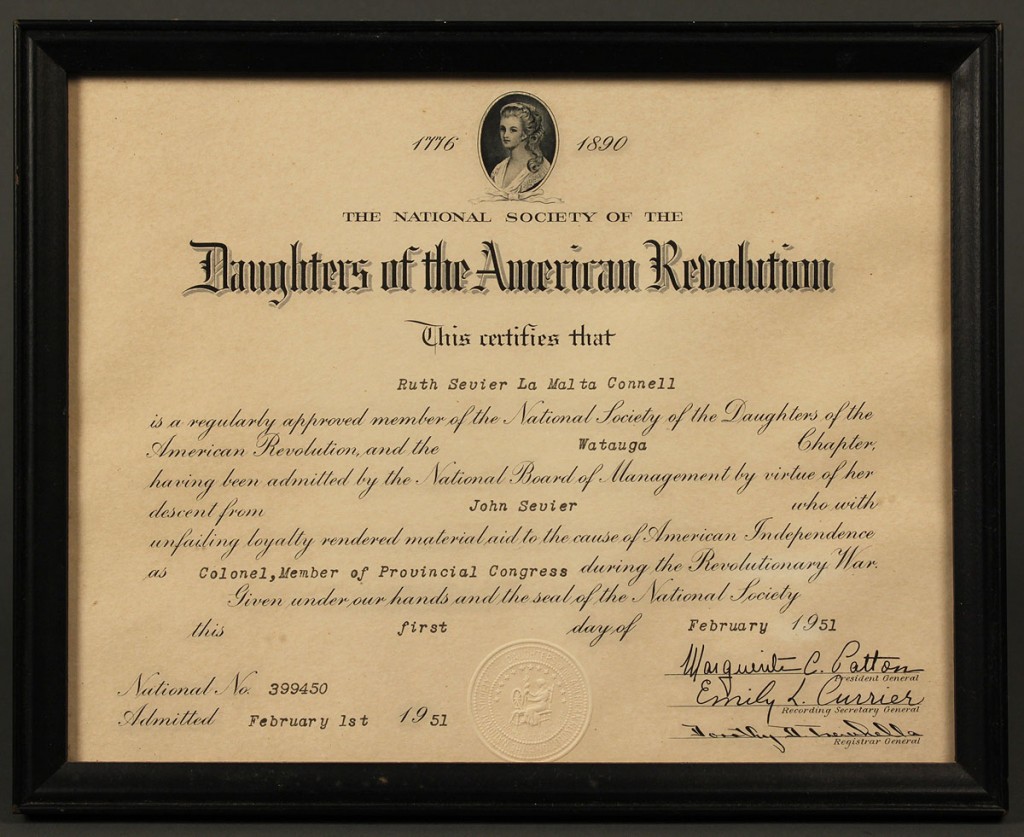 1776 1890
THE NATIONAL SOCIETY OF THE
Daughters of the American Revolution
This certifies that
Ruth Sevier La Malta Connell
is a regularly approved member of the National Society of the Daughters of the
American Revolution, and the Watauga Chapter,
having been admitted by the National Board of Management by virtue of her
descent from John Sevier who with
unfailing loyalty rendered material aid to the cause of American Independence
as Colonel, Member of Provincial Congress during the Revolutionary War.
Given under our hands and the seal of the National Society
this first day of February 1951
Marguerite C. Patton
President General
National No. 399450
Emily L. Currier
Recording Secretary General
Admitted February 1st 1951
Dorothy D.
Registrar General